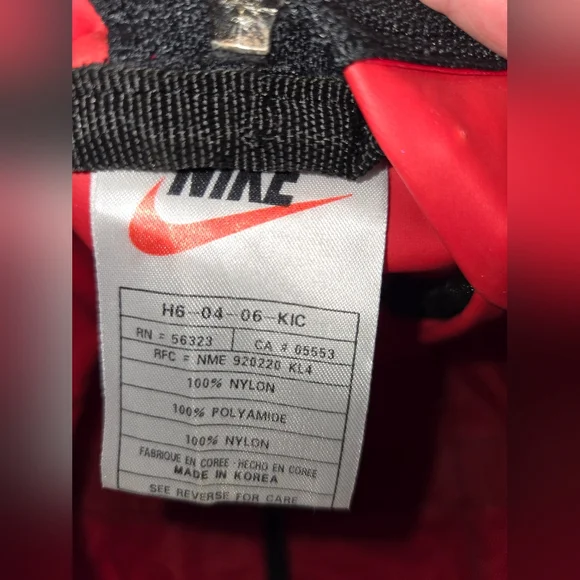 NIKE
H6-04-06-KIC
RN = 56323 CA # 05553
RFC = NME 920220 KL4
100% NYLON
100% POLYAMIDE
100% NYLON
FABRIQUE EN COREE · HECHO EN COREE
MADE IN KOREA
SEE REVERSE FOR CARE